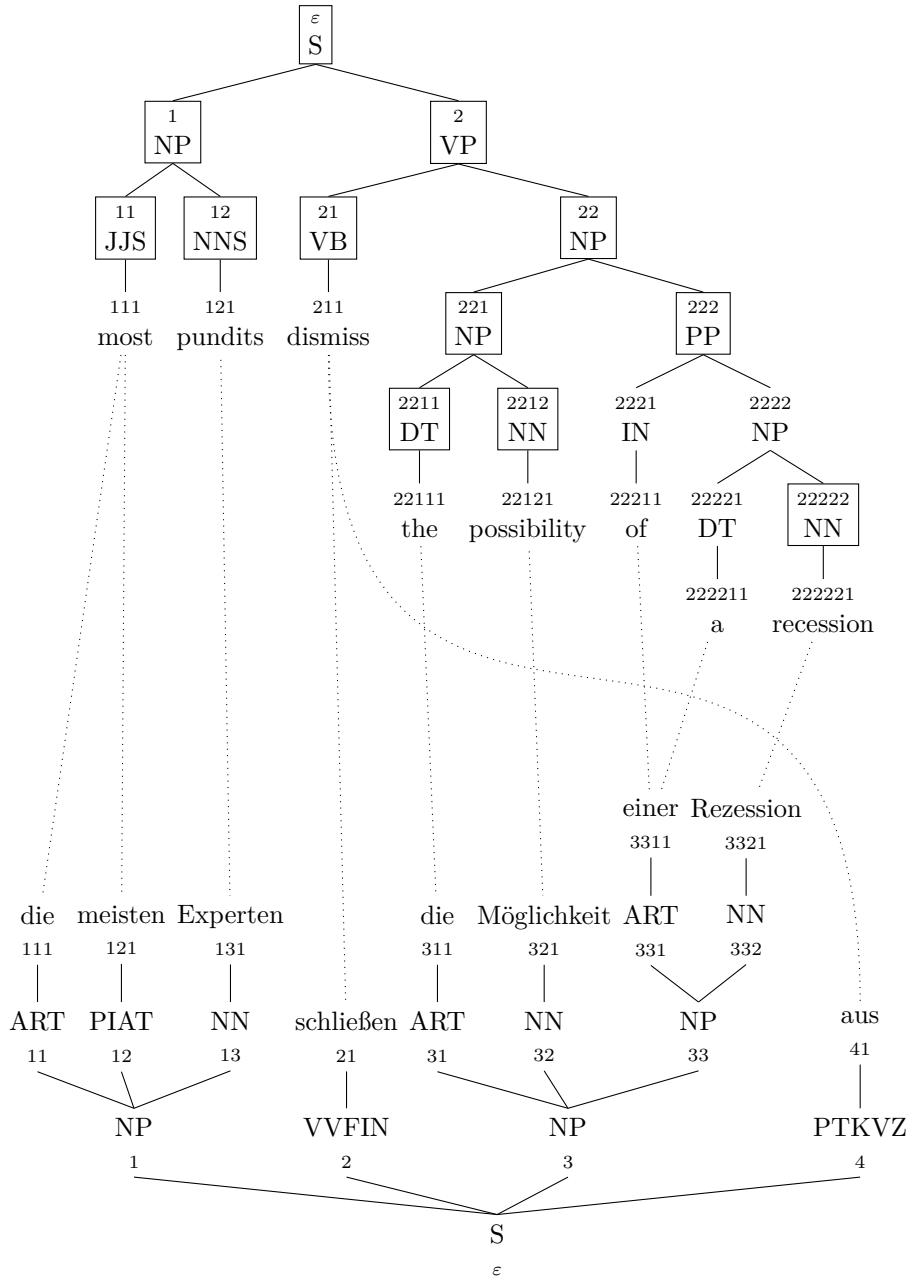 ε
S
1 2
NP VP
11 12 21 22
JJS NNS VB NP
111 121 211 221 222
most pundits dismiss NP PP
2211 2212 2221 2222
DT NN IN NP
22111 22121 22211 22221 22222
the possibility of DT NN
222211 222221
a recession
einer Rezession
3311 3321
die meisten Experten die Möglichkeit ART NN
111 121 131 311 321 331 332
ART PIAT NN schließen ART NN NP aus
11 12 13 21 31 32 33 41
NP VVFIN NP PTKVZ
1 2 3 4
S
ε